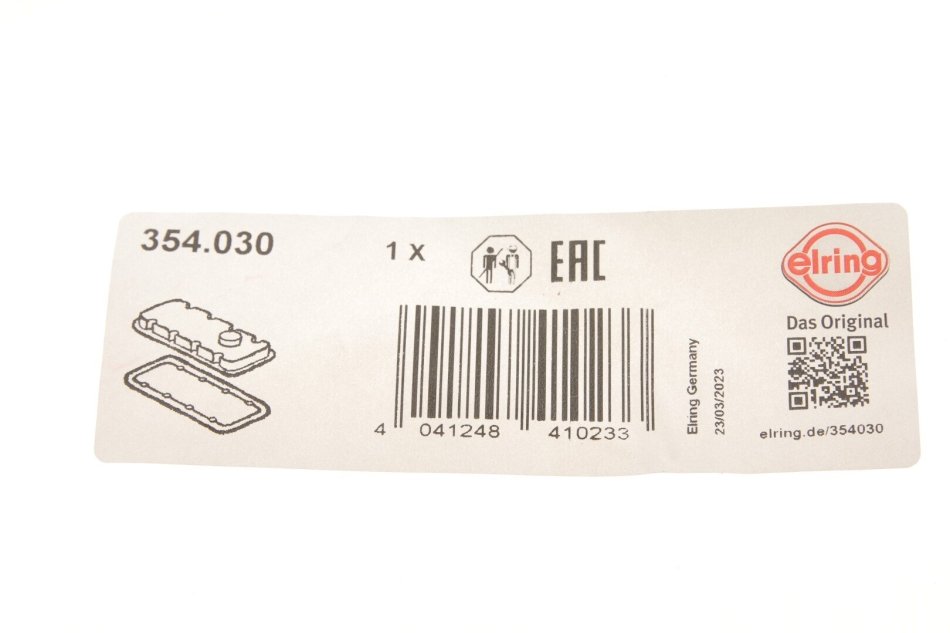 354.030
1 X
EAC
elring
Das Original
elring.de/354030
Elring Germany
23/03/2023
4 041248 410233